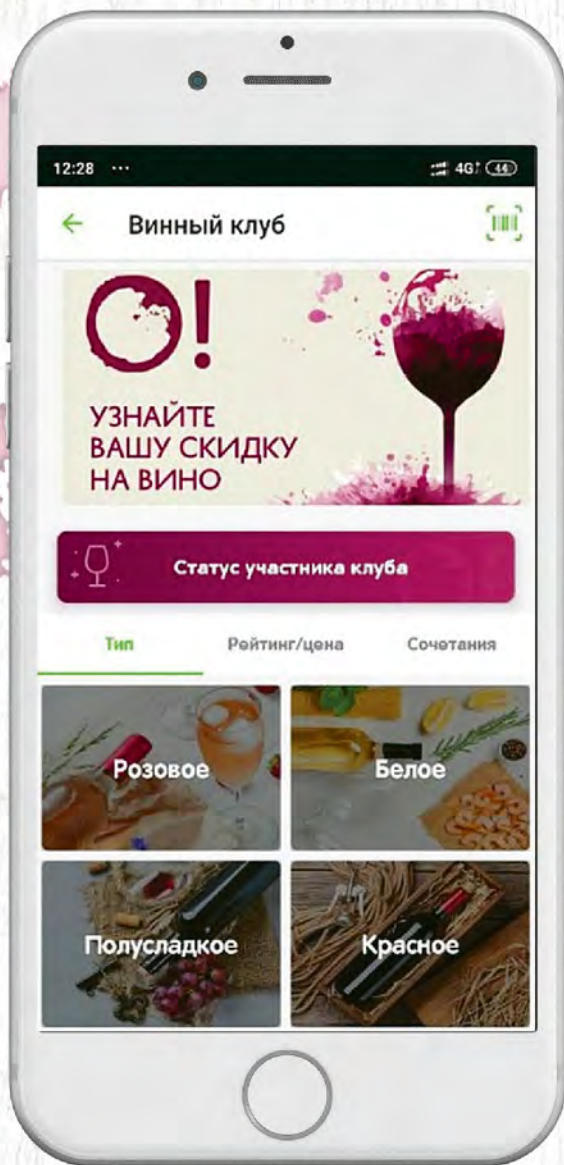 12:28 ...
4G 44
Винный клуб
О!
УЗНАЙТЕ
ВАШУ СКИДКУ
НА ВИНО
Статус участника клуба
Тип Рейтинг/цена Сочетания
Розовое Белое
Полусладкое Красное